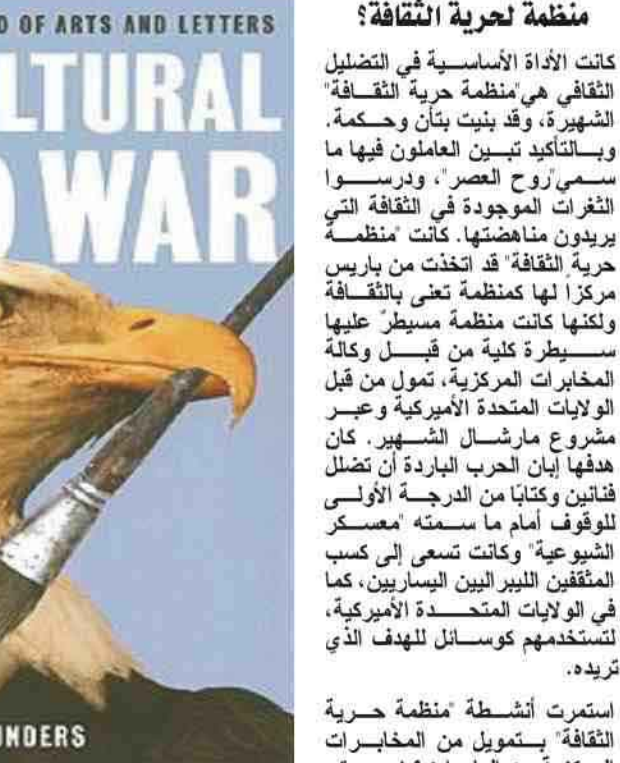 D OF ARTS AND LETTERS
LTURAL
WAR
UNDERS
منظمة لحرية الثقافة؟
كانت الأداة الأساسية في التضليل
الثقافي هي"منظمة حرية الثقافة"
الشهيرة، وقد بنيت بتأن وحكمة.
وبالتأكيد تبين العاملون فيها ما
سمي"روح العصر"، ودرسوا
الثغرات الموجودة في الثقافة التي
يريدون مناهضتها. كانت "منظمة
حرية الثقافة" قد اتخذت من باريس
مركزاً لها كمنظمة تعنى بالثقافة
ولكنها كانت منظمة مسيطرً عليها
سيطرة كلية من قبل وكالة
المخابرات المركزية، تمول من قبل
الولايات المتحدة الأميركية وعبر
مشروع مارشال الشهير. كان
هدفها إبان الحرب الباردة أن تضلل
فنانين وكتابًا من الدرجة الأولى
للوقوف أمام ما سمته "معسكر
الشيوعية" وكانت تسعى إلى كسب
المثقفين الليبراليين اليساريين، كما
في الولايات المتحدة الأميركية،
لتستخدمهم كوسائل للهدف الذي
تريده.
استمرت أنشطة "منظمة حرية
الثقافة" بتمويل من المخابرات